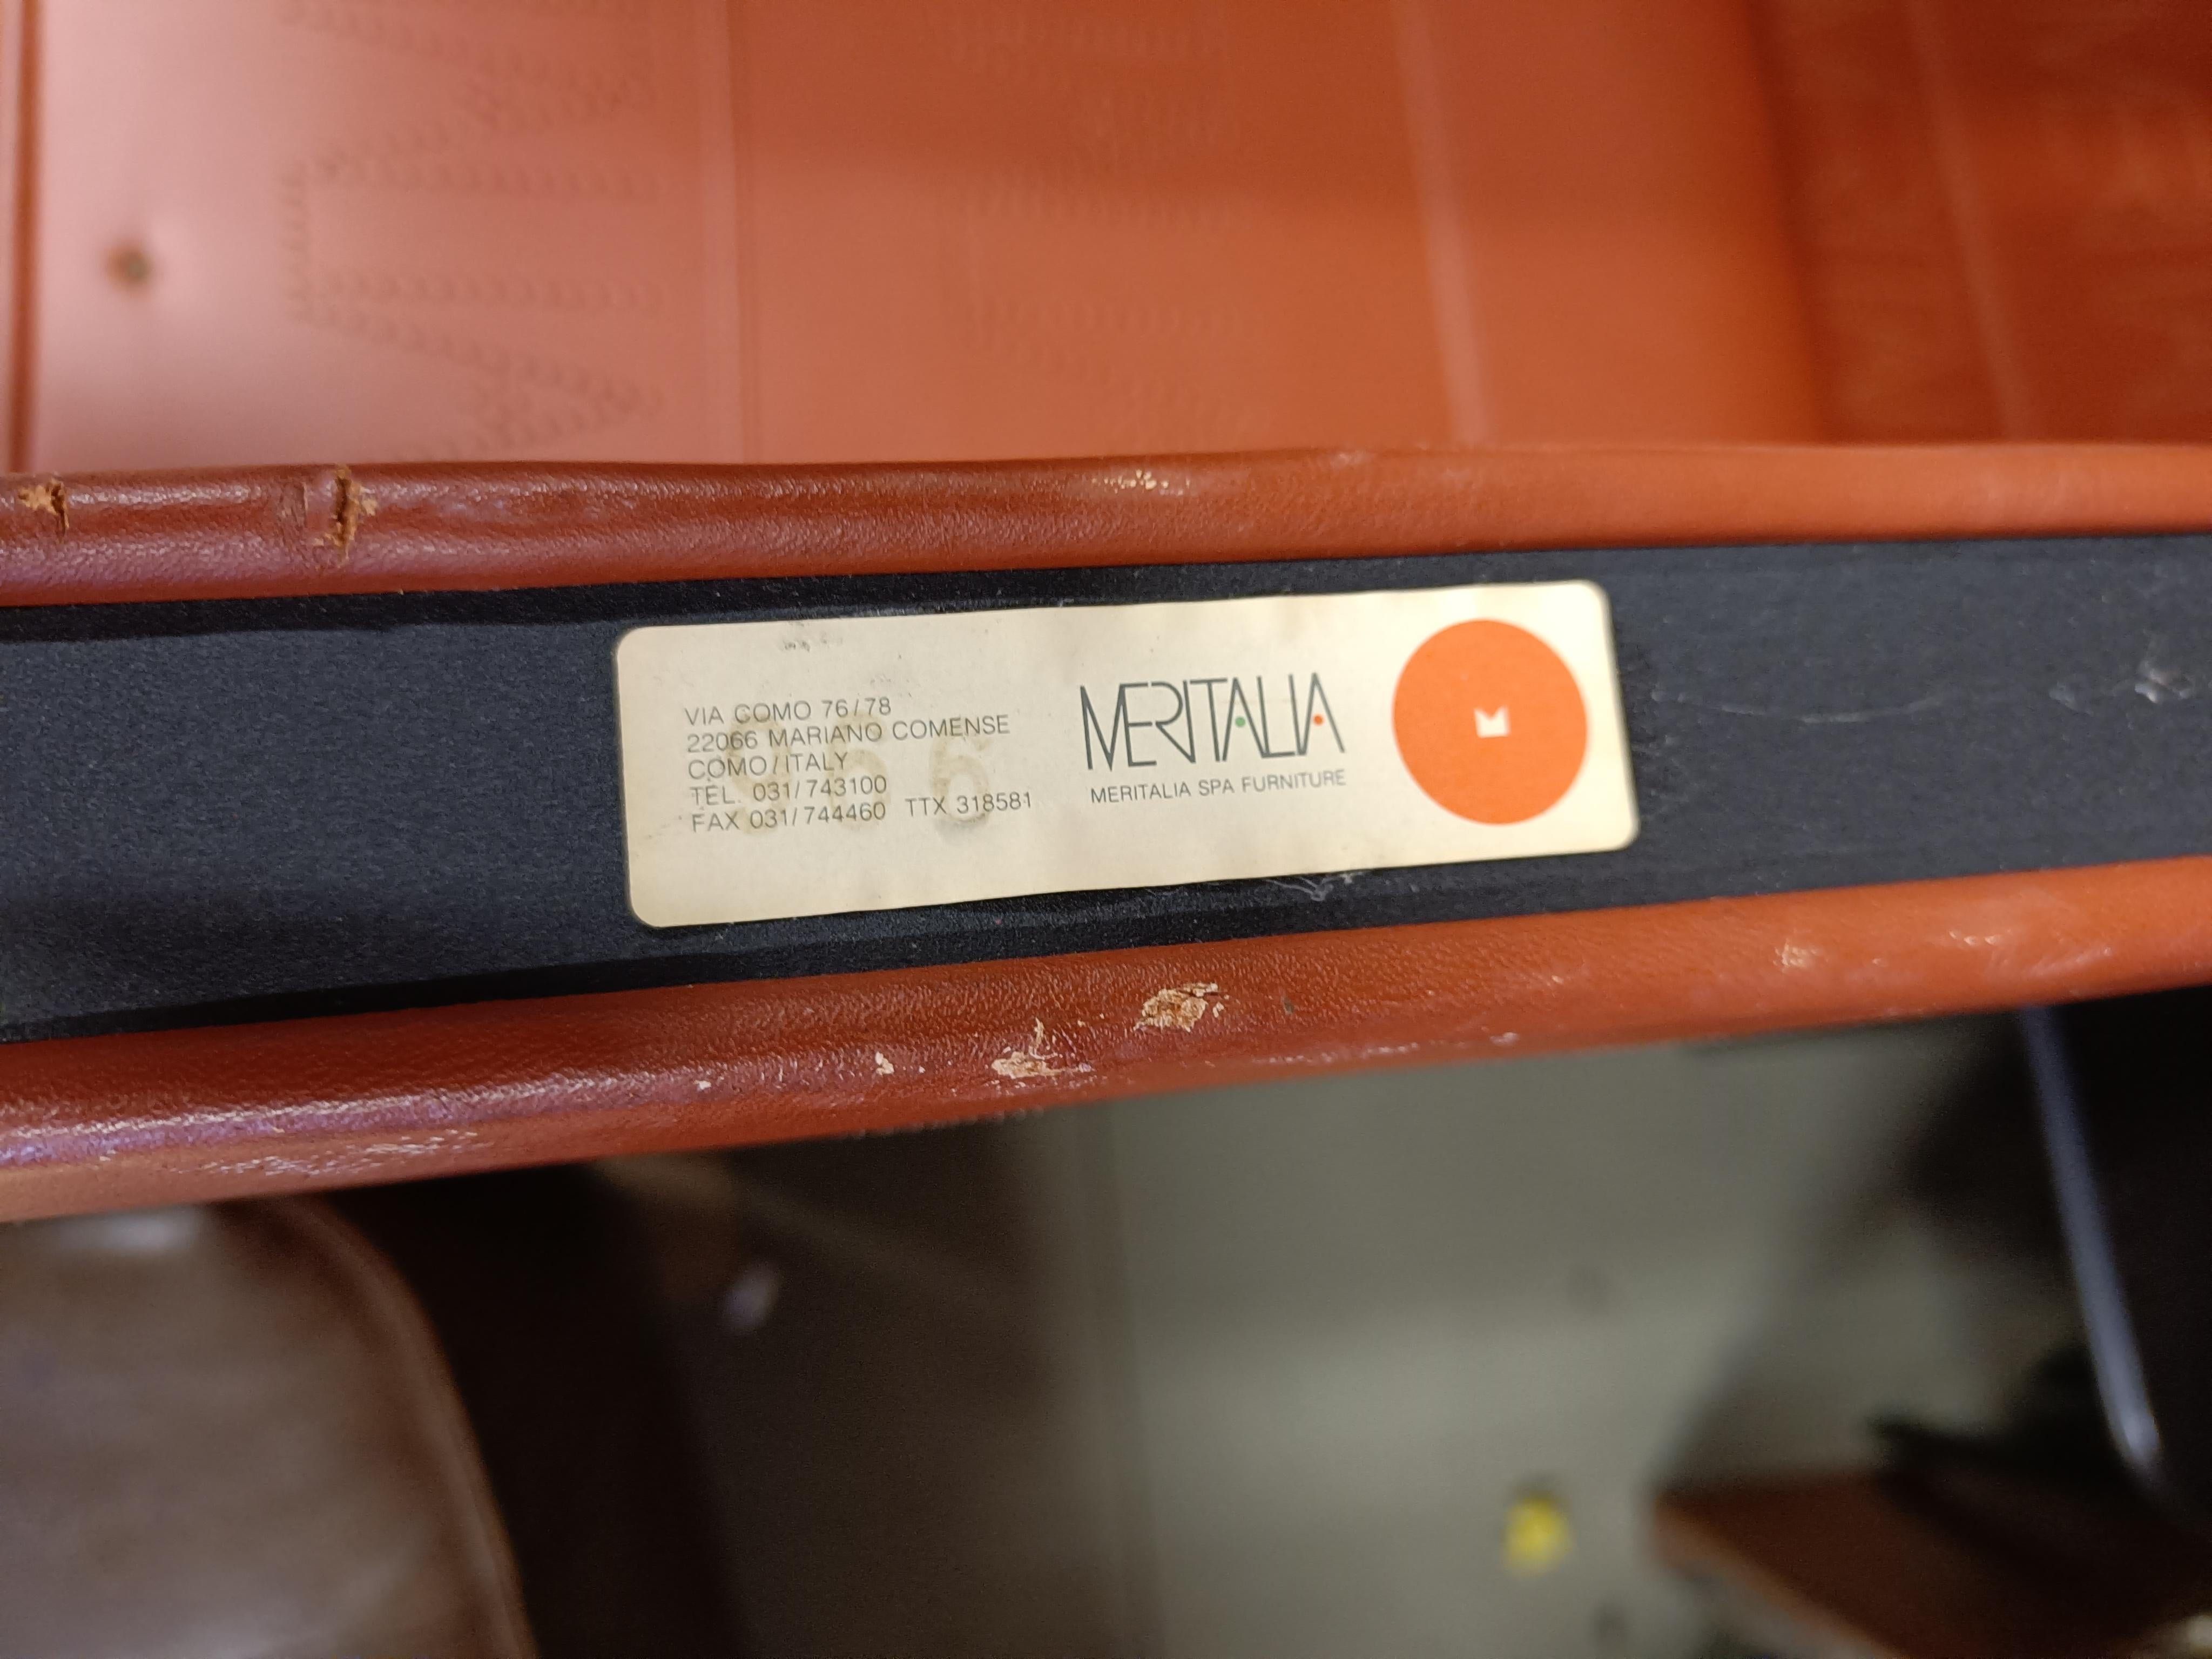 VIA COMO 76/78
22066 MARIANO COMENSE
COMO/ITALY
TEL. 031/743100
FAX 031/744460 TTX 318581
MERITALIA
MERITALIA SPA FURNITURE
M